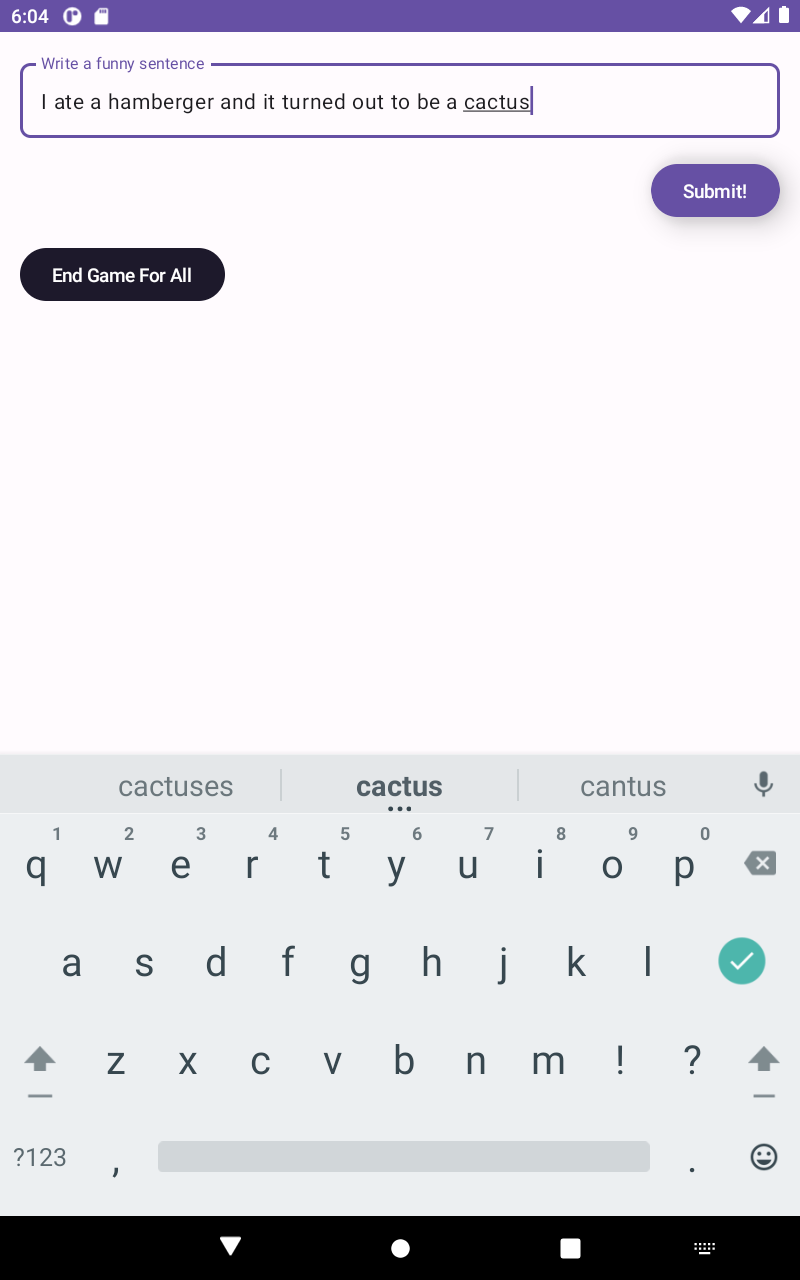 6:04
Write a funny sentence
I ate a hamberger and it turned out to be a cactus
Submit!
End Game For All
cactuses cactus cantus
1 2 3 4 5 6 7 8 9 0
q w e r t y u i o p
a s d f g h j k l
z x c v b n m ! ?
?123 , .